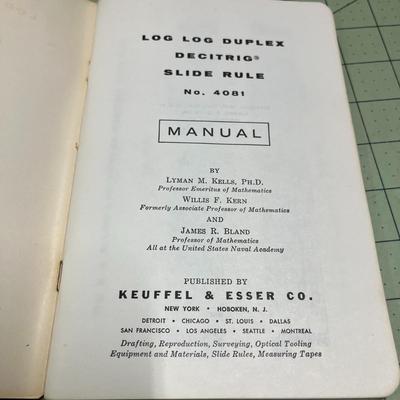 LOG LOG DUPLEX
DECITRIG®
SLIDE RULE
No. 4081
MANUAL
BY
LYMAN M. KELLS, PH.D.
Professor Emeritus of Mathematics
WILLIS F. KERN
Formerly Associate Professor of Mathematics
AND
JAMES R. BLAND
Professor of Mathematics
All at the United States Naval Academy
PUBLISHED BY
KEUFFEL & ESSER CO.
NEW YORK • HOBOKEN, N. J.
DETROIT • CHICAGO • ST. LOUIS • DALLAS
SAN FRANCISCO • LOS ANGELES • SEATTLE • MONTREAL
Drafting, Reproduction, Surveying, Optical Tooling
Equipment and Materials, Slide Rules, Measuring Tapes